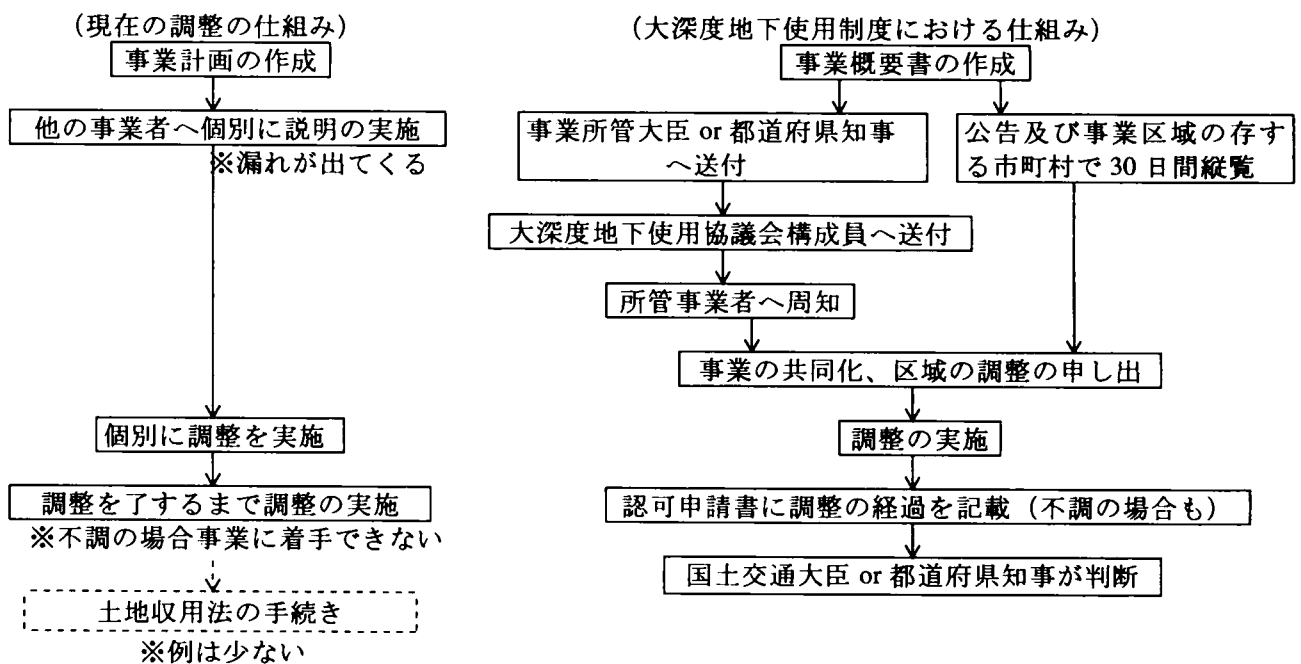 （現在の調整の仕組み）
事業計画の作成
他の事業者へ個別に説明の実施
※漏れが出てくる
個別に調整を実施
調整を了するまで調整の実施
※不調の場合事業に着手できない
土地収用法の手続き
※例は少ない
（大深度地下使用制度における仕組み）
事業概要書の作成
事業所管大臣 or 都道府県知事
へ送付
公告及び事業区域の存す
る市町村で 30 日間縦覧
大深度地下使用協議会構成員へ送付
所管事業者へ周知
事業の共同化、区域の調整の申し出
調整の実施
認可申請書に調整の経過を記載（不調の場合も）
国土交通大臣 or 都道府県知事が判断